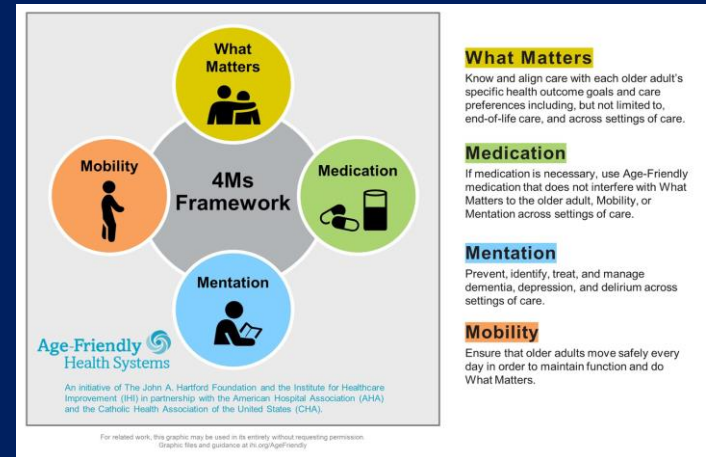 What
Matters
Mobility
4Ms
Framework
Medication
Mentation
Age-Friendly
Health Systems
An initiative of The John A. Hartford Foundation and the Institute for Healthcare
Improvement (IHI) in partnership with the American Hospital Association (AHA)
and the Catholic Health Association of the United States (CHA).
For related work, this graphic may be used in its entirety without requesting permission.
Graphic files and guidance at ihi.org/AgeFriendly
What Matters
Know and align care with each older adult's
specific health outcome goals and care
preferences including, but not limited to,
end-of-life care, and across settings of care.
Medication
If medication is necessary, use Age-Friendly
medication that does not interfere with What
Matters to the older adult, Mobility, or
Mentation across settings of care.
Mentation
Prevent, identify, treat, and manage
dementia, depression, and delirium across
settings of care.
Mobility
Ensure that older adults move safely every
day in order to maintain function and do
What Matters.